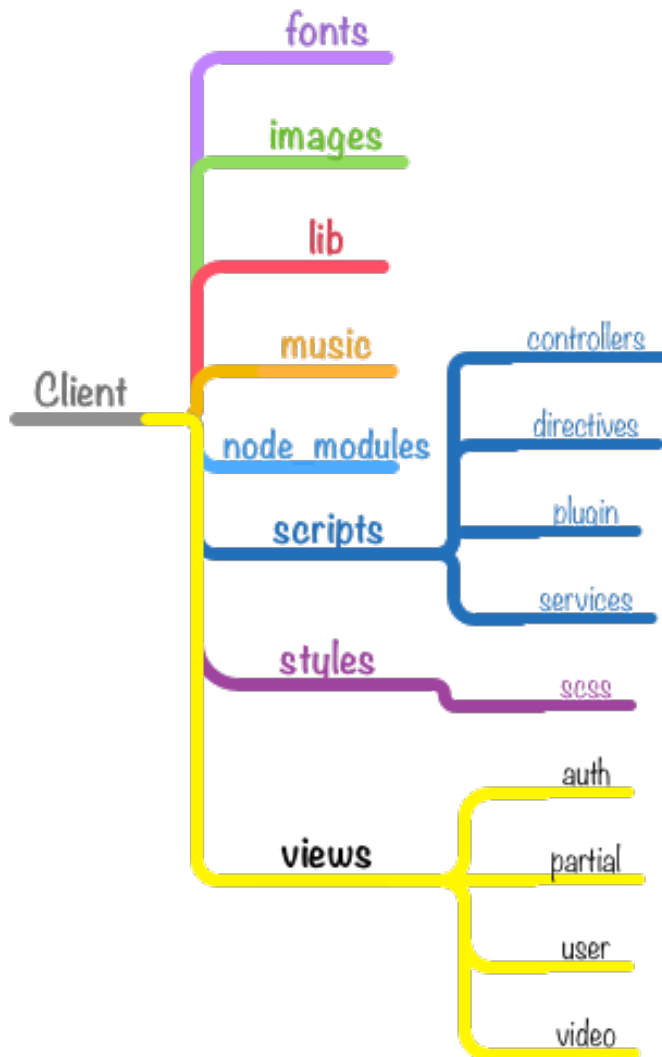 fonts
images
lib
music
Client
node_modules
scripts
controllers
directives
plugin
services
styles
scss
views
auth
partial
user
video